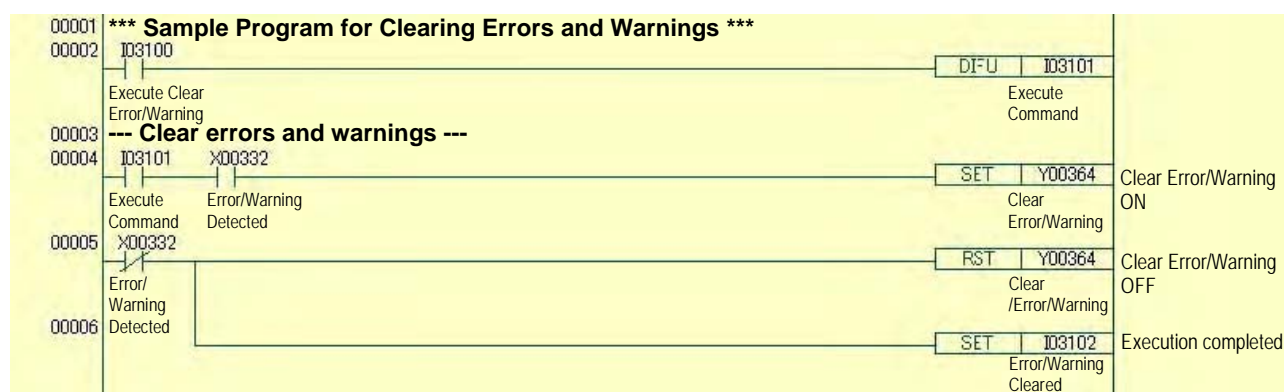 00001 *** Sample Program for Clearing Errors and Warnings ***
00002 I03100
DIFU I03101
Execute Clear
Error/Warning
Execute
Command
00003 --- Clear errors and warnings ---
00004 I03101 X00332
SET Y00364
Clear Error/Warning
ON
Execute
Command
Error/Warning
Detected
Clear
Error/Warning
00005 X00332
RST Y00364
Clear Error/Warning
OFF
Error/
Warning
Detected
Clear
/Error/Warning
00006
SET I03102
Execution completed
Error/Warning
Cleared